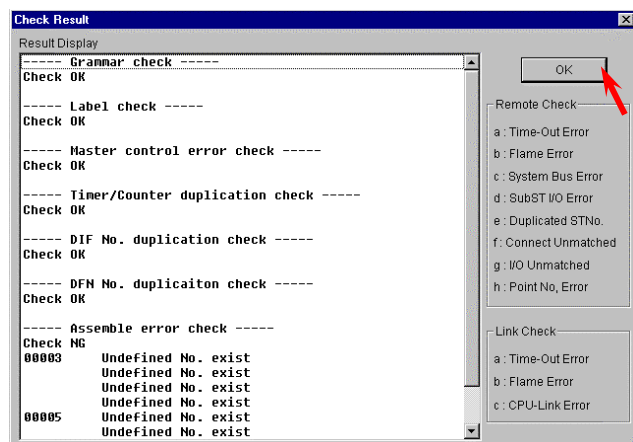 Check Result
Result Display
----- Grammar check -----
Check OK
----- Label check -----
Check OK
----- Master control error check -----
Check OK
----- Timer/Counter duplication check -----
Check OK
----- DIF No. duplication check -----
Check OK
----- DFN No. duplicaiton check -----
Check OK
----- Assemble error check -----
Check NG
00003 Undefined No. exist
Undefined No. exist
Undefined No. exist
Undefined No. exist
00005 Undefined No. exist
Undefined No. exist
OK
Remote Check
a : Time-Out Error
b : Flame Error
c : System Bus Error
d : SubST I/O Error
e : Duplicated STNo.
f : Connect Unmatched
g : I/O Unmatched
h : Point No, Error
Link Check
a : Time-Out Error
b : Flame Error
c : CPU-Link Error